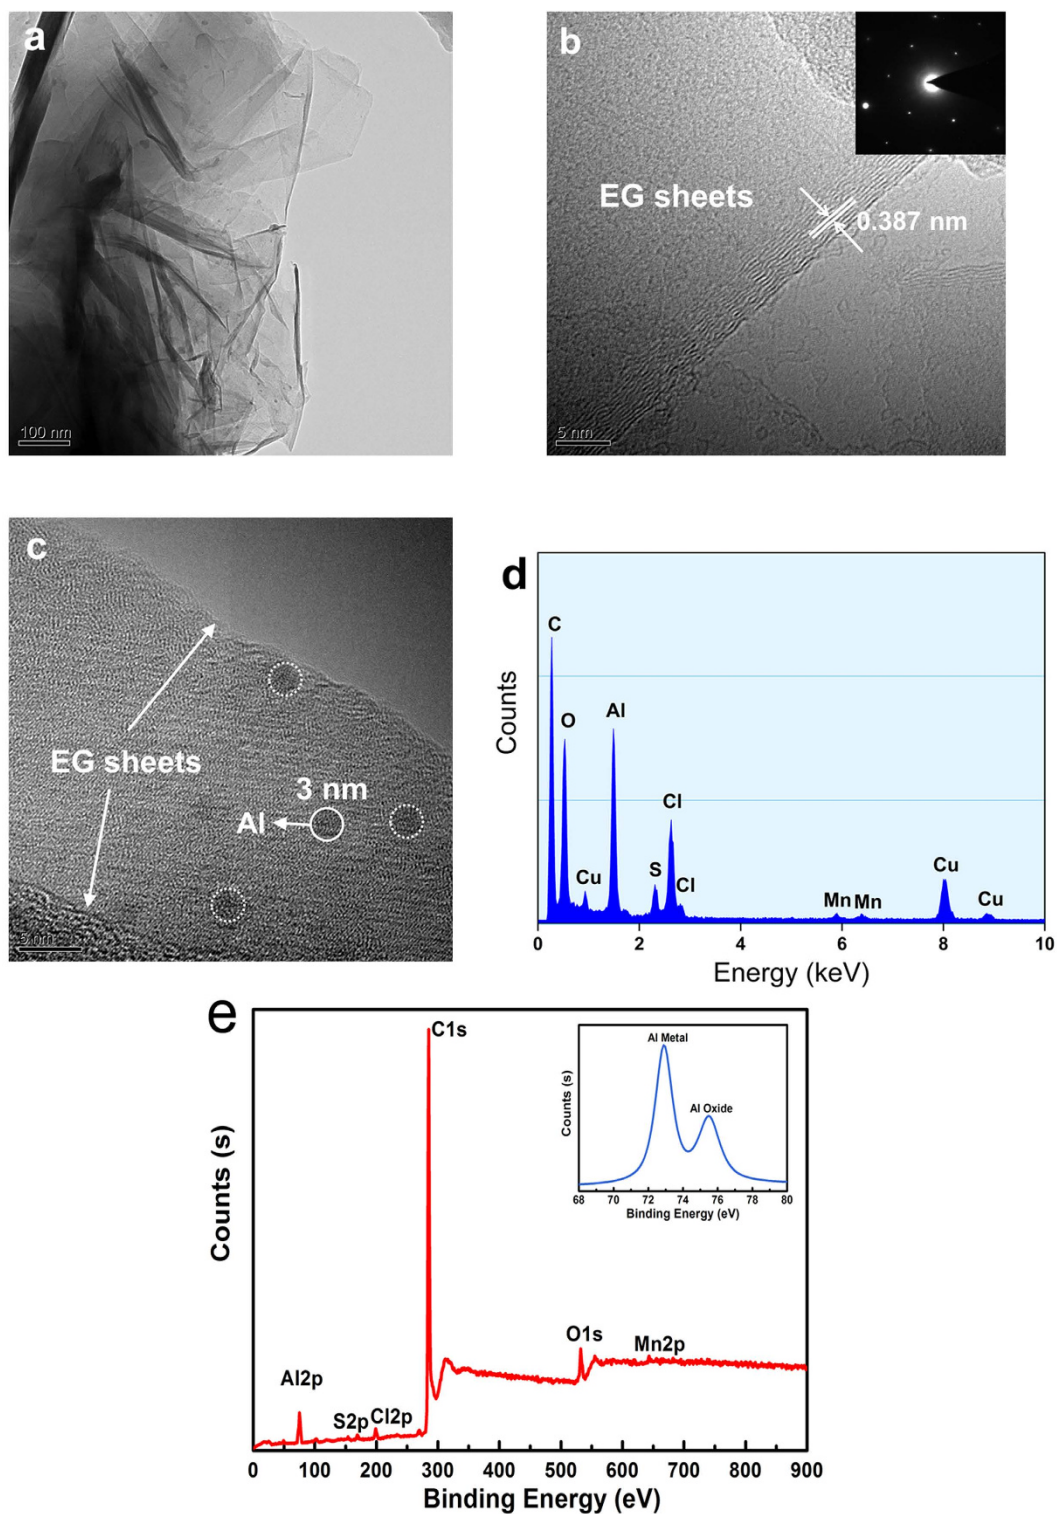 a
100 nm
b
EG sheets
0.387 nm
5 nm
c
EG sheets
3 nm
Al
5 nm
d
Counts
C
O
Cu
Al
S
Cl
Cl
Mn
Mn
Cu
Cu
0
2
4
6
8
10
Energy (keV)
e
Counts (s)
C1s
Al2p
S2p
Cl2p
O1s
Mn2p
0
100
200
300
400
500
600
700
800
900
Binding Energy (eV)
Counts (s)
Al Metal
Al Oxide
68
70
72
74
76
78
80
Binding Energy (eV)